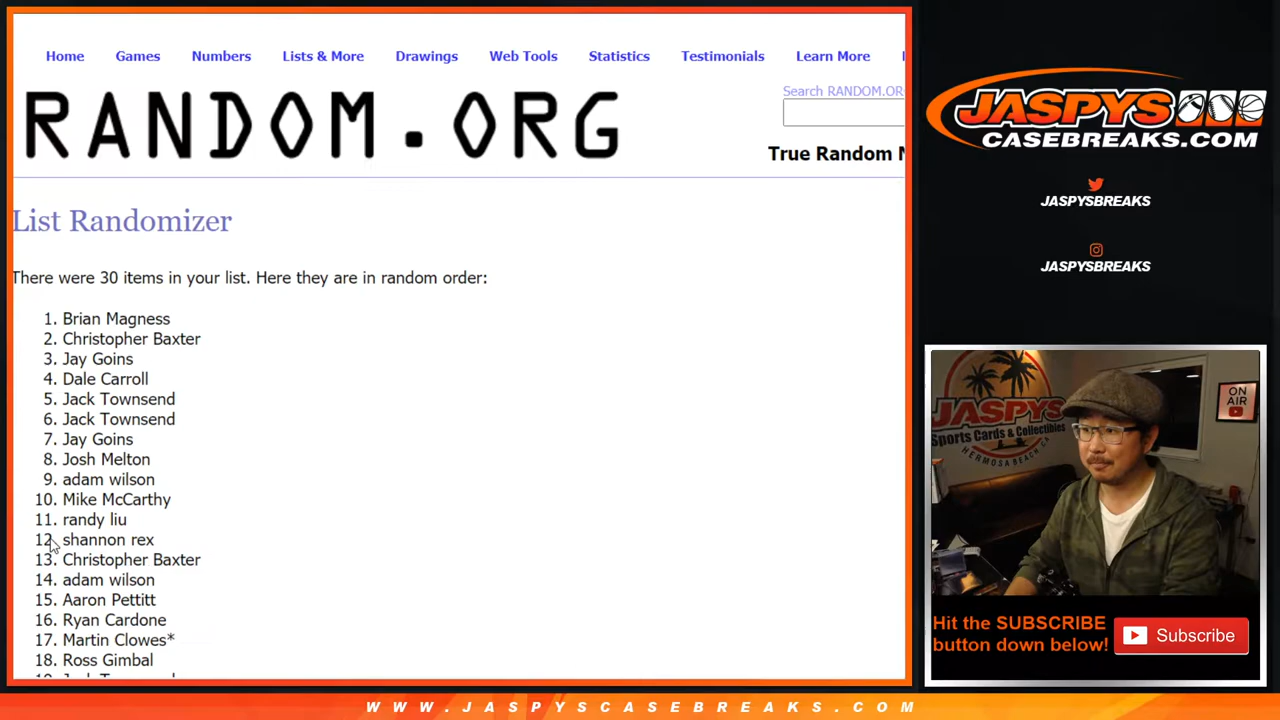 Home Games Numbers Lists & More Drawings Web Tools Statistics Testimonials Learn More
RANDOM.ORG
Search RANDOM.OR
True Random
List Randomizer
There were 30 items in your list. Here they are in random order:
1. Brian Magness
2. Christopher Baxter
3. Jay Goins
4. Dale Carroll
5. Jack Townsend
6. Jack Townsend
7. Jay Goins
8. Josh Melton
9. adam wilson
10. Mike McCarthy
11. randy liu
12. shannon rex
13. Christopher Baxter
14. adam wilson
15. Aaron Pettitt
16. Ryan Cardone
17. Martin Clowes*
18. Ross Gimbal
JASPYS
CASEBREAKS.COM
JASPYSBREAKS
JASPYSBREAKS
JASPYS
Sports Cards & Collectibles
HERMOSA BEACH, CA
ON
AIR
Hit the SUBSCRIBE
button down below!
Subscribe
WWW.JASPYSCASEBREAKS.COM